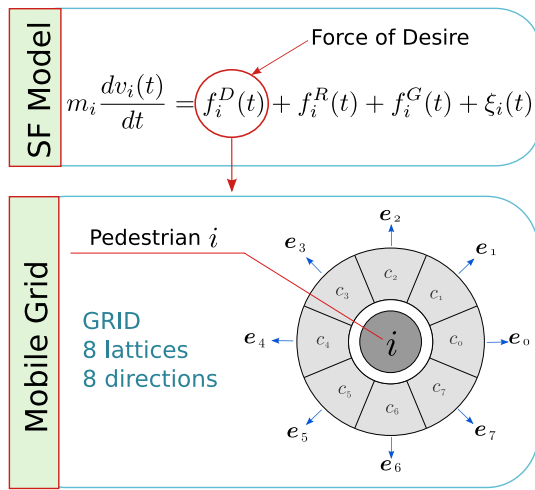 SF Model
Force of Desire
m_i dv_i(t)/dt = f_i^D(t) + f_i^R(t) + f_i^G(t) + ξ_i(t)
Mobile Grid
Pedestrian i
GRID
8 lattices
8 directions
e_2
e_3
e_1
c_2
c_3
c_1
e_4
c_4
i
c_0
e_0
c_5
c_7
c_6
e_5
e_7
e_6